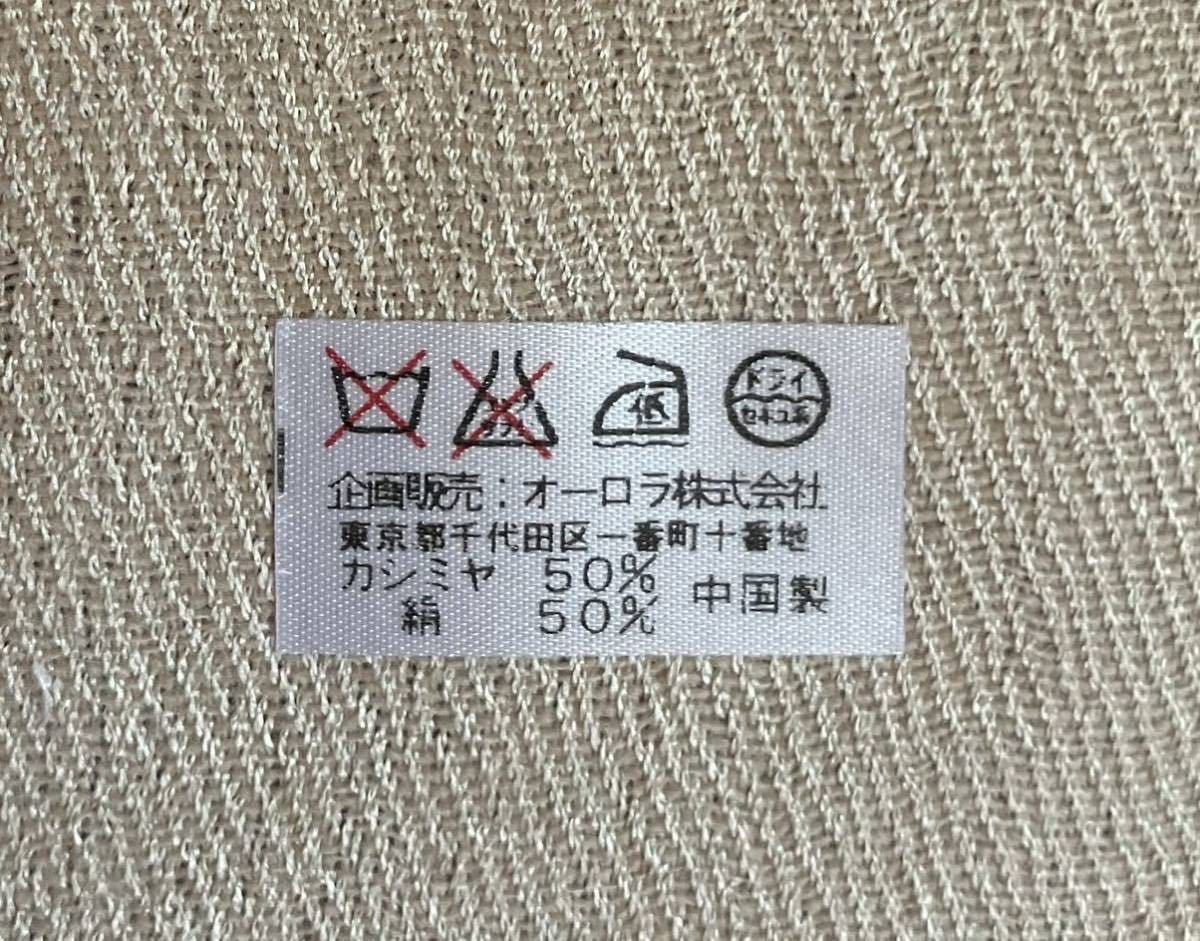 低 ドライ
セキユ系
企画販売：オーロラ株式会社
東京都千代田区一番町十番地
カシミヤ 50%
絹 50%
中国製